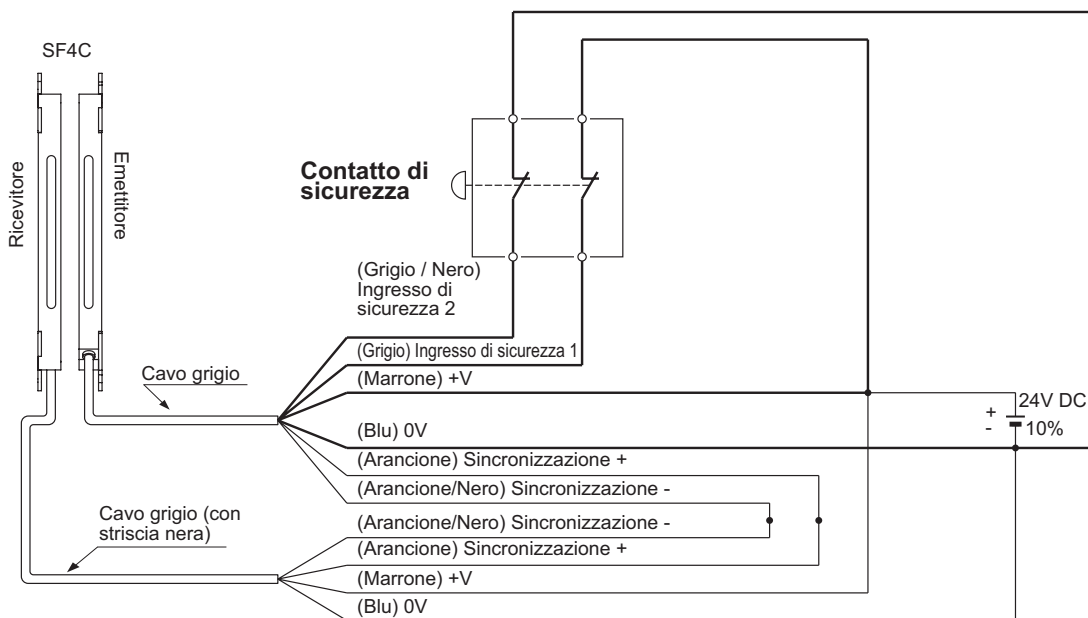 SF4C
Ricevitore
Emettitore
Contatto di
sicurezza
(Grigio / Nero)
Ingresso di
sicurezza 2
(Grigio) Ingresso di sicurezza 1
(Marrone) +V
Cavo grigio
24V DC
+
-
10%
(Blu) 0V
(Arancione) Sincronizzazione +
(Arancione/Nero) Sincronizzazione -
Cavo grigio (con
striscia nera)
(Arancione/Nero) Sincronizzazione -
(Arancione) Sincronizzazione +
(Marrone) +V
(Blu) 0V